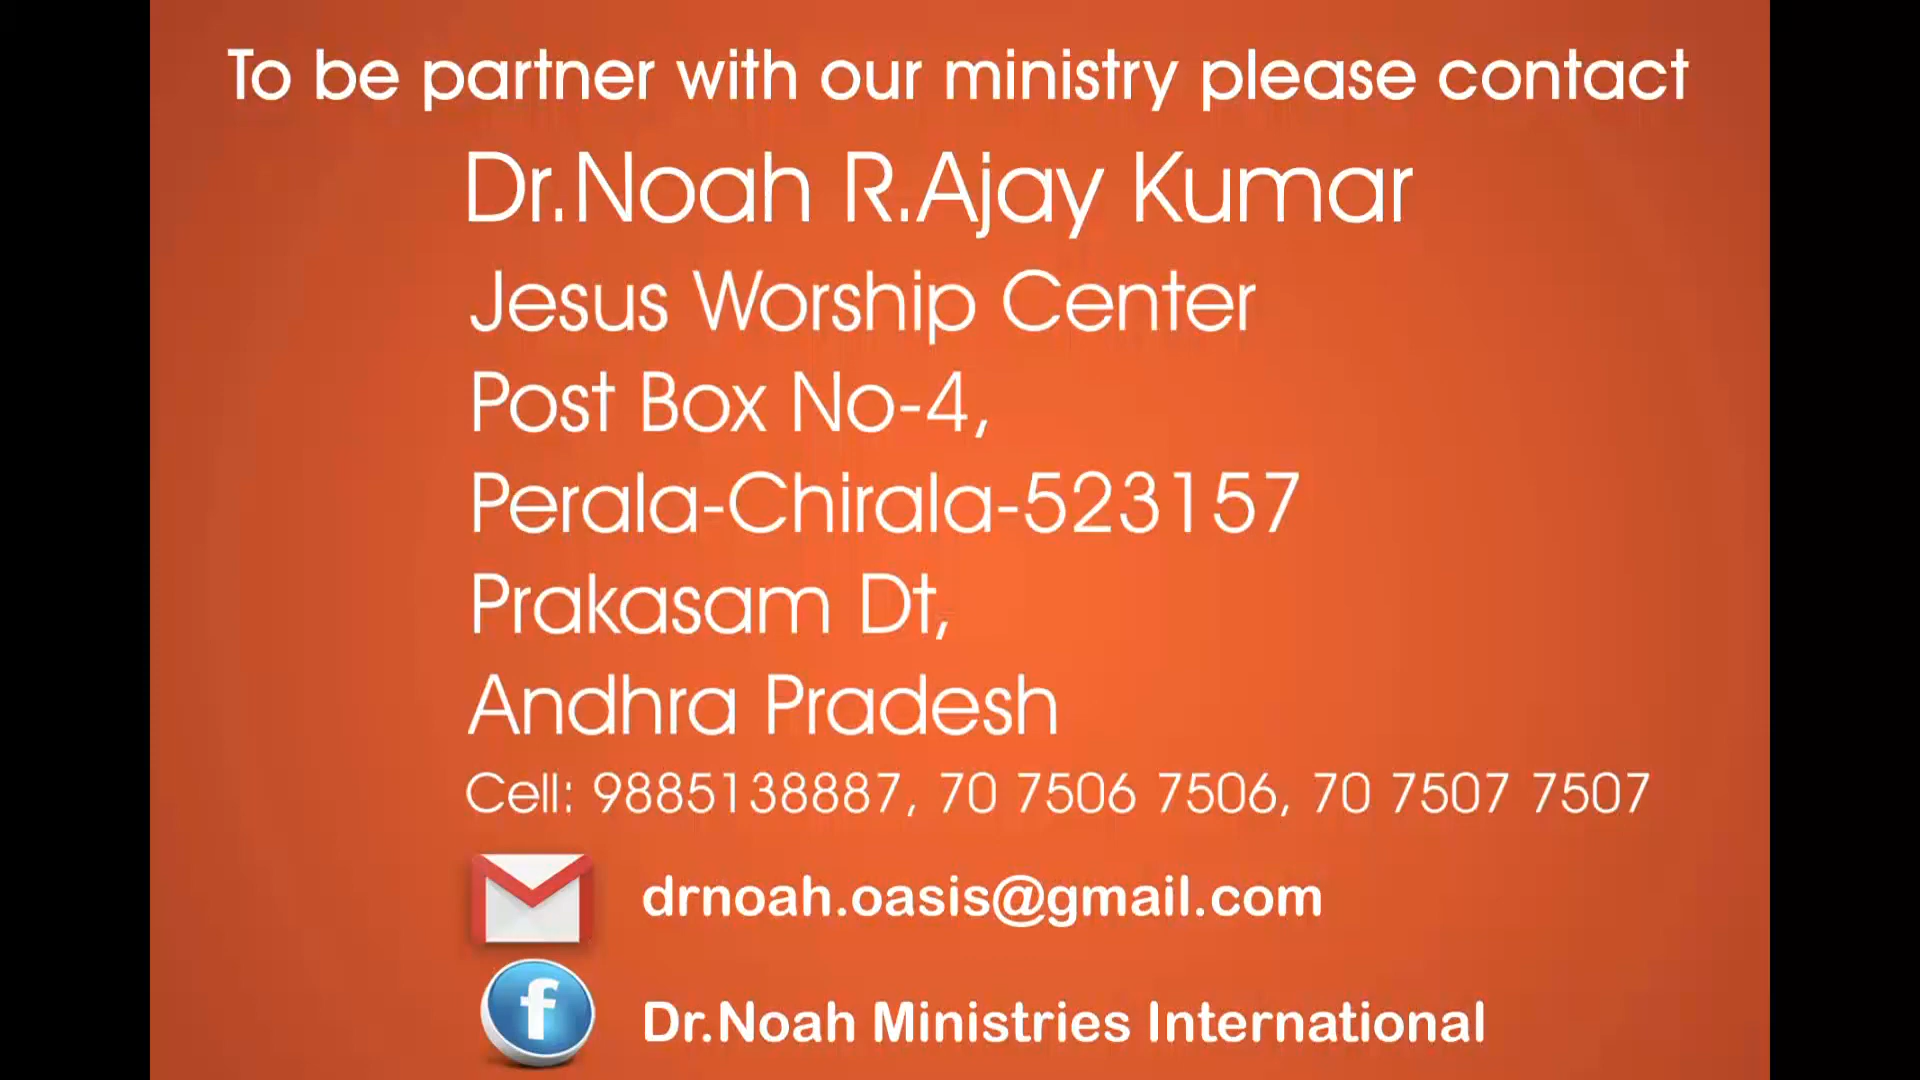 To be partner with our ministry please contact
Dr.Noah R.Ajay Kumar
Jesus Worship Center
Post Box No-4,
Perala-Chirala-523157
Prakasam Dt,
Andhra Pradesh
Cell: 9885138887, 70 7506 7506, 70 7507 7507
drnoah.oasis@gmail.com
f
Dr.Noah Ministries International